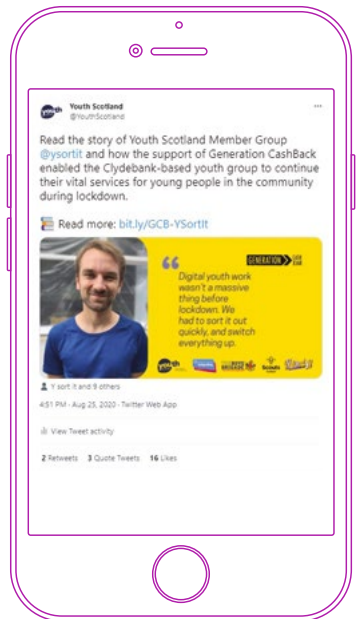 Youth Scotland
@YouthScotland
Read the story of Youth Scotland Member Group
@ysortit and how the support of Generation CashBack
enabled the Clydebank-based youth group to continue
their vital services for young people in the community
during lockdown.
Read more: bit.ly/GCB-YSortIt
GENERATION
Digital youth work
wasn't a massive
thing before
lockdown. We
had to sort it out
quickly, and switch
everything up.
youth
Scouts
Y sort it and 9 others
4:51 PM · Aug 25, 2020 · Twitter Web App
View Tweet activity
2 Retweets 3 Quote Tweets 16 Likes